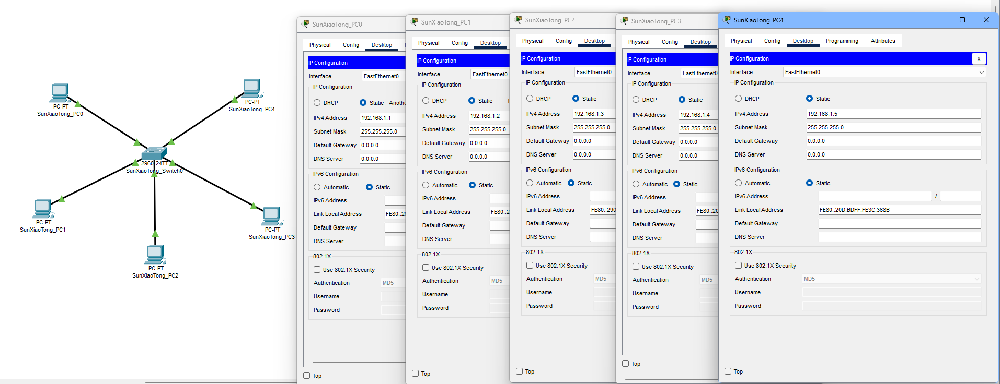 PC-PT
SunXiaoTong_PC0
PC-PT
SunXiaoTong_PC4
2960-24TT
SunXiaoTong_Switch0
PC-PT
SunXiaoTong_PC1
PC-PT
SunXiaoTong_PC3
PC-PT
SunXiaoTong_PC2
SunXiaoTong_PC0
Physical Config Desktop
IP Configuration
Interface FastEthernet0
IP Configuration
DHCP Static
IPv4 Address 192.168.1.1
Subnet Mask 255.255.255.0
Default Gateway 0.0.0.0
DNS Server 0.0.0.0
IPv6 Configuration
Automatic Static
IPv6 Address
Link Local Address FE80::20
Default Gateway
DNS Server
802.1X
Use 802.1X Security
Authentication MD5
Username
Password
Top
SunXiaoTong_PC1
Physical Config Desktop
IP Configuration
Interface FastEthernet0
IP Configuration
DHCP Static
IPv4 Address 192.168.1.2
Subnet Mask 255.255.255.0
Default Gateway 0.0.0.0
DNS Server 0.0.0.0
IPv6 Configuration
Automatic Static
IPv6 Address
Link Local Address FE80::2
Default Gateway
DNS Server
802.1X
Use 802.1X Security
Authentication MD5
Username
Password
Top
SunXiaoTong_PC2
Physical Config Desktop
IP Configuration
Interface FastEthernet0
IP Configuration
DHCP Static
IPv4 Address 192.168.1.3
Subnet Mask 255.255.255.0
Default Gateway 0.0.0.0
DNS Server 0.0.0.0
IPv6 Configuration
Automatic Static
IPv6 Address
Link Local Address FE80::290
Default Gateway
DNS Server
802.1X
Use 802.1X Security
Authentication MD5
Username
Password
Top
SunXiaoTong_PC3
Physical Config Desktop
IP Configuration
Interface FastEthernet0
IP Configuration
DHCP Static
IPv4 Address 192.168.1.4
Subnet Mask 255.255.255.0
Default Gateway 0.0.0.0
DNS Server 0.0.0.0
IPv6 Configuration
Automatic Static
IPv6 Address
Link Local Address FE80::20
Default Gateway
DNS Server
802.1X
Use 802.1X Security
Authentication MD5
Username
Password
Top
SunXiaoTong_PC4
Physical Config Desktop Programming Attributes
IP Configuration X
Interface FastEthernet0
IP Configuration
DHCP Static
IPv4 Address 192.168.1.5
Subnet Mask 255.255.255.0
Default Gateway 0.0.0.0
DNS Server 0.0.0.0
IPv6 Configuration
Automatic Static
IPv6 Address /
Link Local Address FE80::20D:BDFF:FE3C:368B
Default Gateway
DNS Server
802.1X
Use 802.1X Security
Authentication MD5
Username
Password
Top